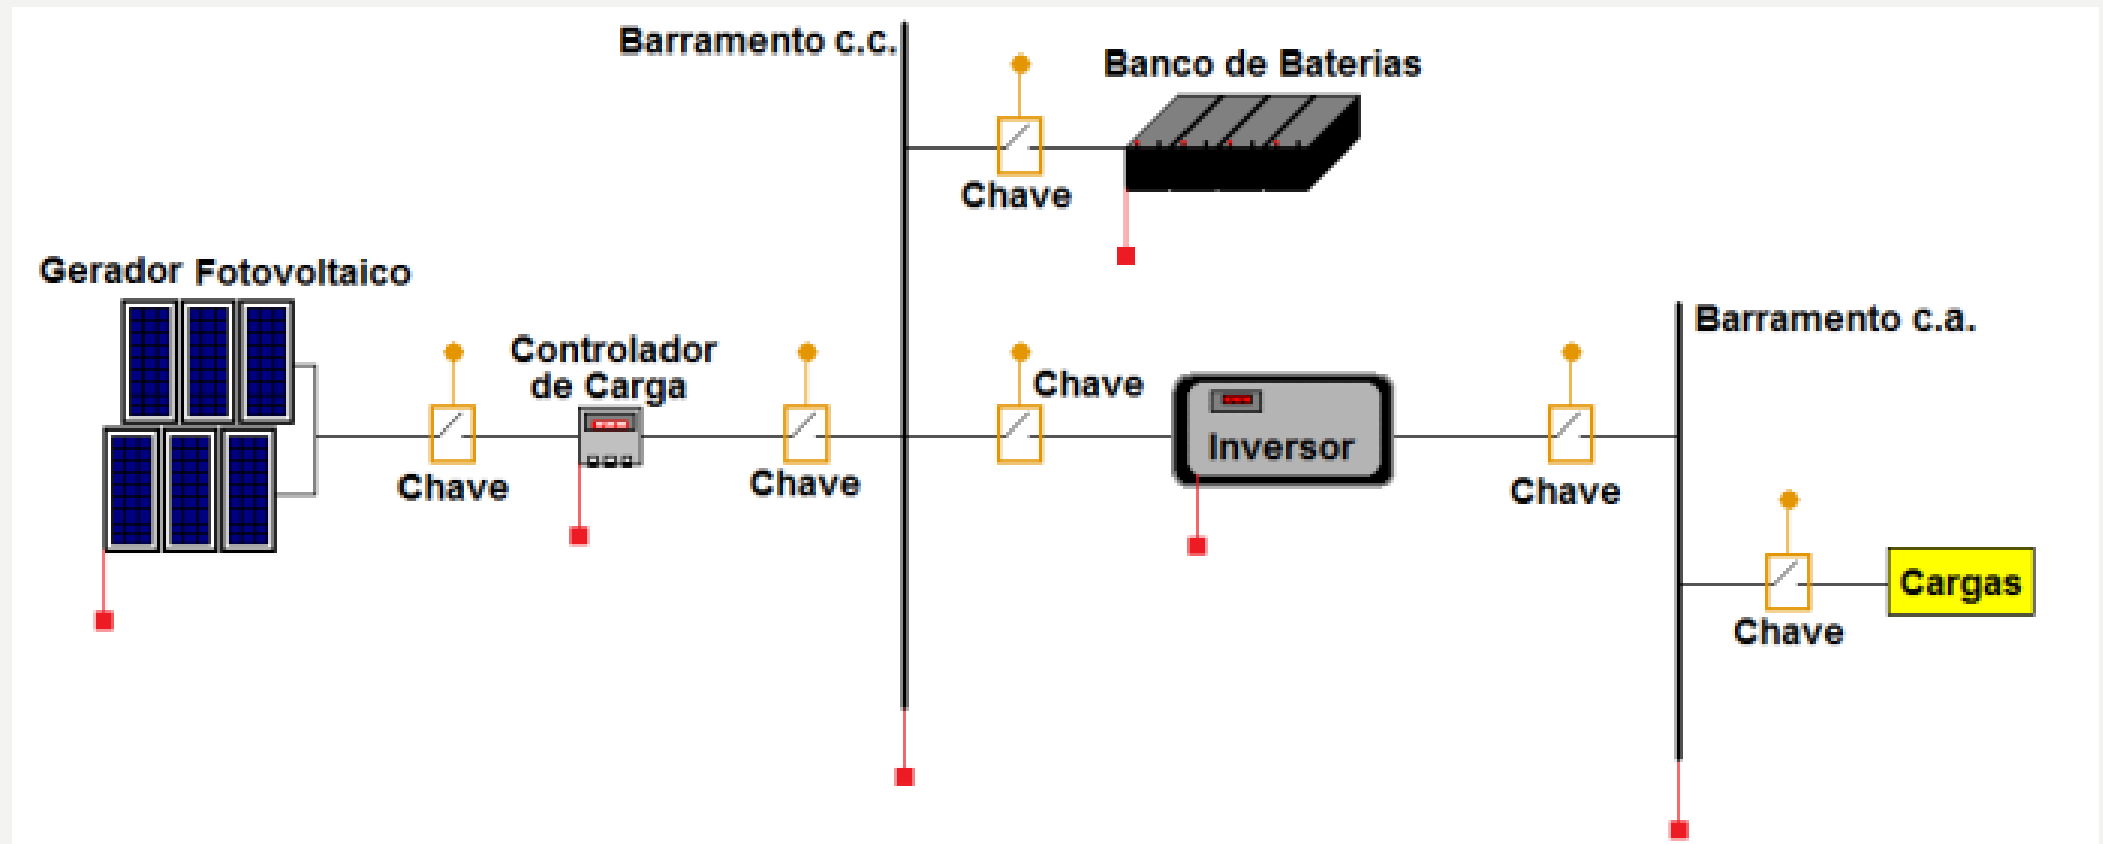 Barramento c.c.
Banco de Baterias
Chave
Gerador Fotovoltaico
Controlador
de Carga
Chave
Chave
Chave
Inversor
Barramento c.a.
Chave
Chave
Cargas